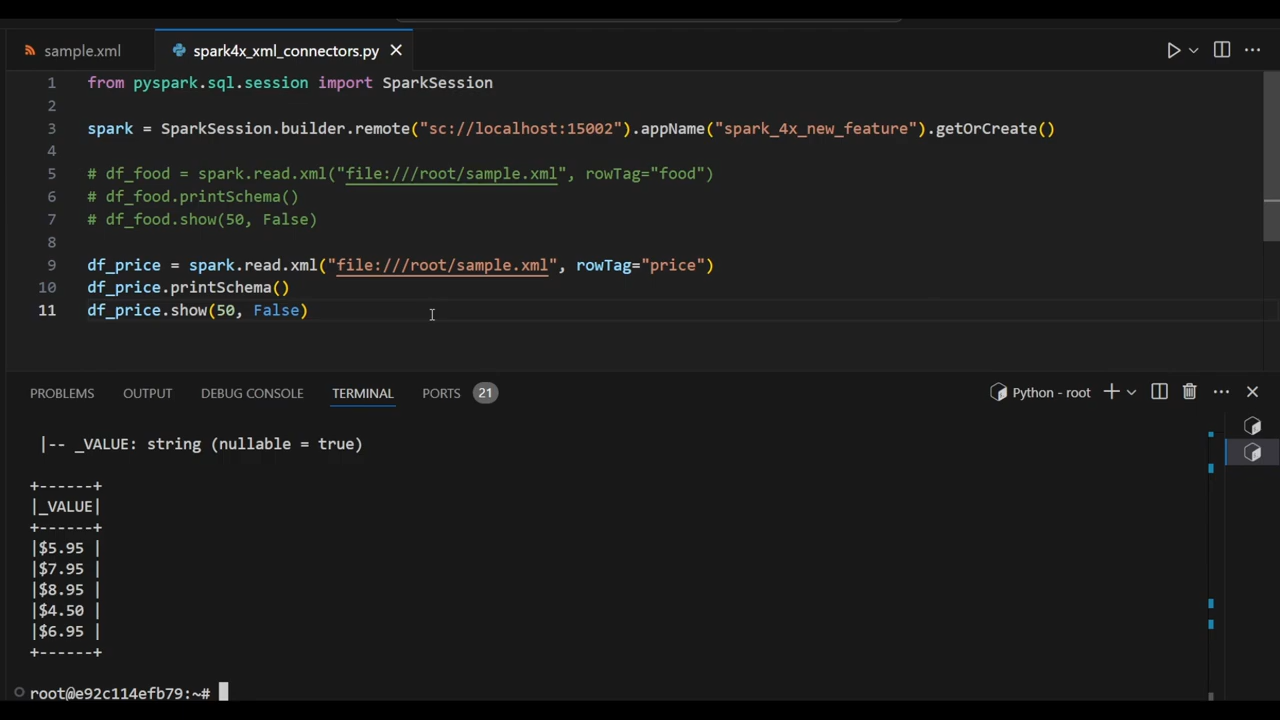 sample.xml
spark4x_xml_connectors.py
1 from pyspark.sql.session import SparkSession
2
3 spark = SparkSession.builder.remote("sc://localhost:15002").appName("spark_4x_new_feature").getOrCreate()
4
5 # df_food = spark.read.xml("file:///root/sample.xml", rowTag="food")
6 # df_food.printSchema()
7 # df_food.show(50, False)
8
9 df_price = spark.read.xml("file:///root/sample.xml", rowTag="price")
10 df_price.printSchema()
11 df_price.show(50, False)
PROBLEMS OUTPUT DEBUG CONSOLE TERMINAL PORTS 21 Python - root
|-- _VALUE: string (nullable = true)
+------+
|_VALUE|
+------+
|$5.95 |
|$7.95 |
|$8.95 |
|$4.50 |
|$6.95 |
+------+
root@e92c114efb79:~#